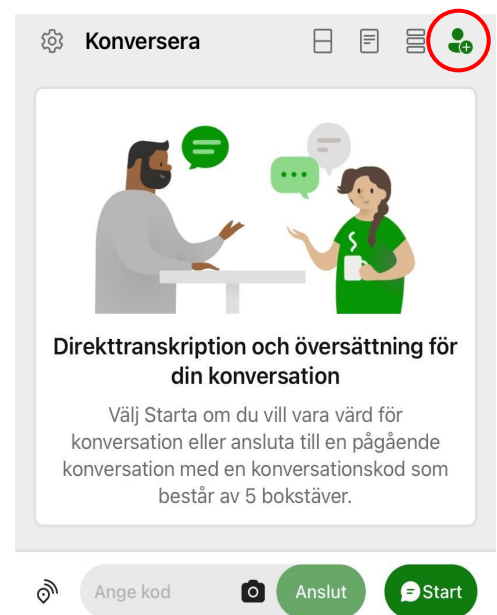 Konversera
Direkttranskription och översättning för
din konversation
Välj Starta om du vill vara värd för
konversation eller ansluta till en pågående
konversation med en konversationskod som
består av 5 bokstäver.
Ange kod
Anslut
Start